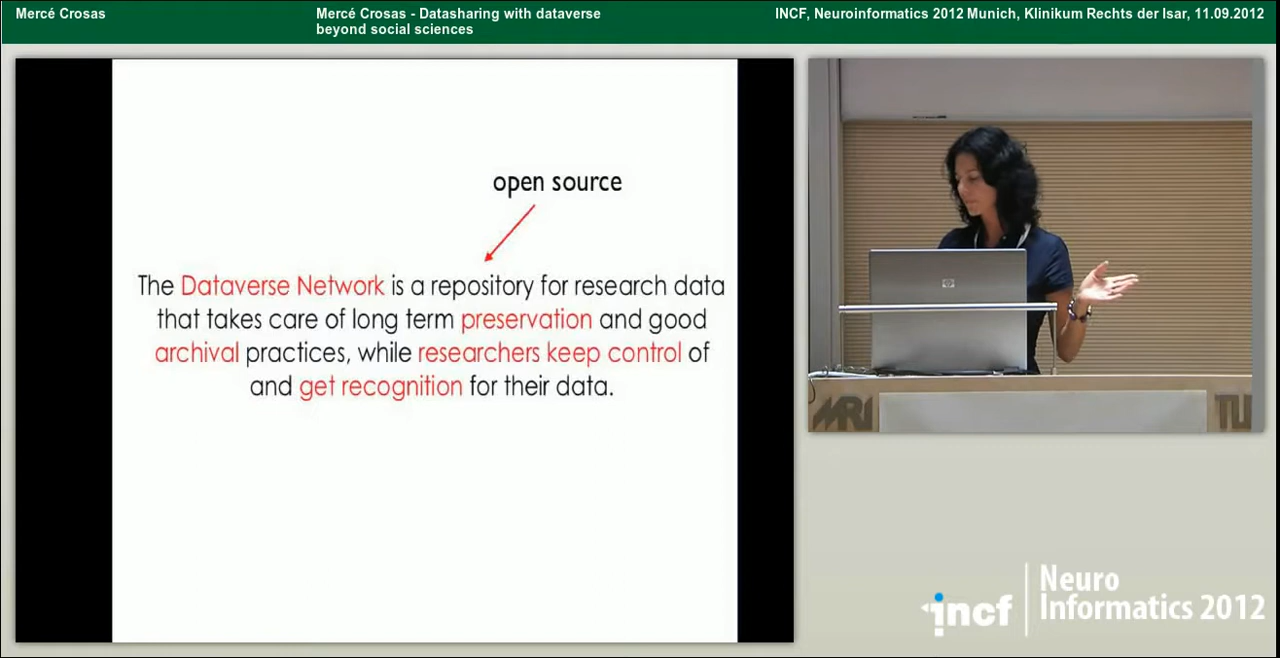 Mercé Crosas
Mercé Crosas - Datasharing with dataverse
beyond social sciences
INCF, Neuroinformatics 2012 Munich, Klinikum Rechts der Isar, 11.09.2012
open source
The Dataverse Network is a repository for research data
that takes care of long term preservation and good
archival practices, while researchers keep control of
and get recognition for their data.
hp
MRI
TU
incf
Neuro
Informatics 2012